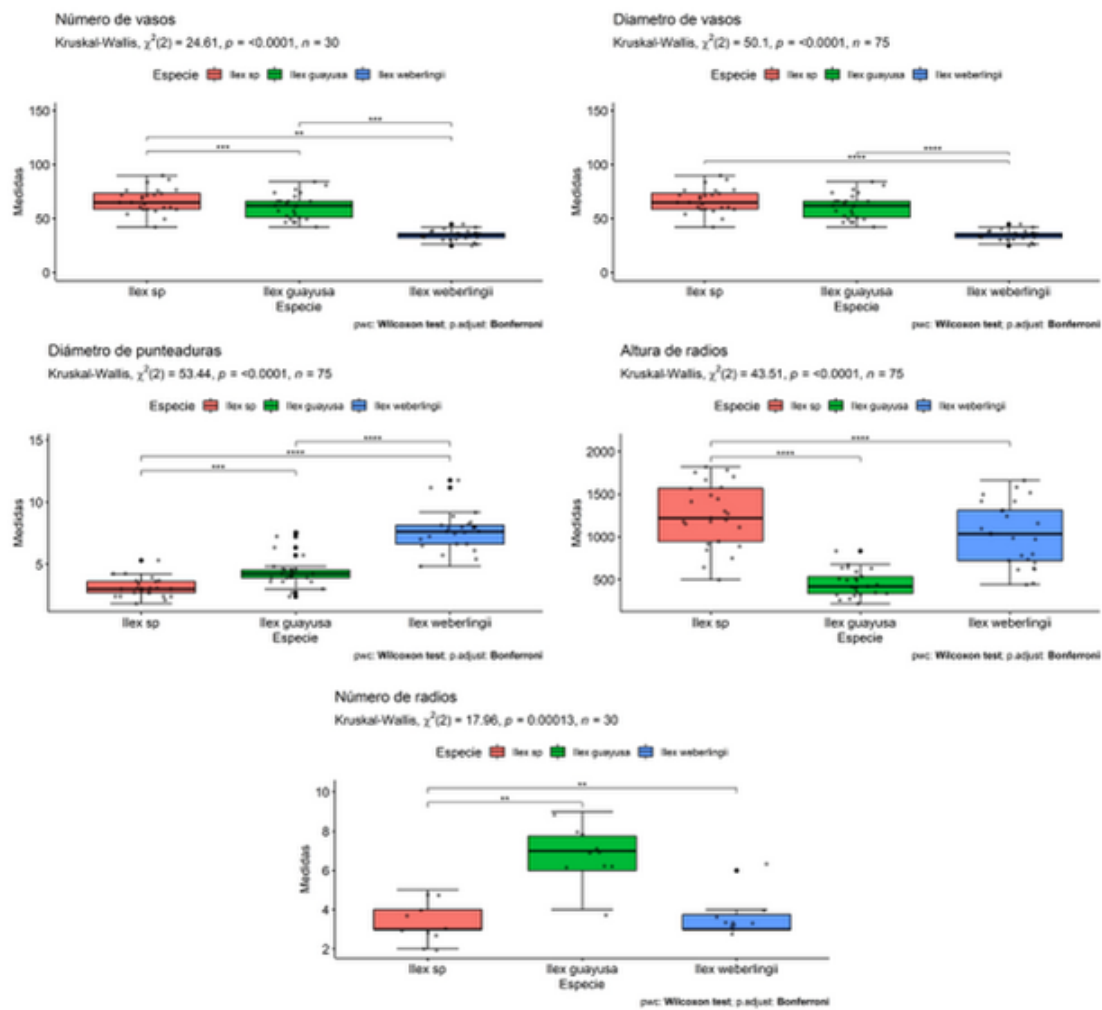 Número de vasos
Kruskal-Wallis, χ²(2) = 24.61, p = <0.0001, n = 30
Especie Ilex sp Ilex guayusa Ilex weberlingii
150
100
50
0
Medidas
***
**
***
Ilex sp Ilex guayusa Ilex weberlingii
Especie
pwc: Wilcoxon test; p.adjust: Bonferroni
Diametro de vasos
Kruskal-Wallis, χ²(2) = 50.1, p = <0.0001, n = 75
Especie Ilex sp Ilex guayusa Ilex weberlingii
150
100
50
0
Medidas
****
****
Ilex sp Ilex guayusa Ilex weberlingii
Especie
pwc: Wilcoxon test; p.adjust: Bonferroni
Diámetro de punteaduras
Kruskal-Wallis, χ²(2) = 53.44, p = <0.0001, n = 75
Especie Ilex sp Ilex guayusa Ilex weberlingii
15
10
5
Medidas
****
****
***
Ilex sp Ilex guayusa Ilex weberlingii
Especie
pwc: Wilcoxon test; p.adjust: Bonferroni
Altura de radios
Kruskal-Wallis, χ²(2) = 43.51, p = <0.0001, n = 75
Especie Ilex sp Ilex guayusa Ilex weberlingii
2000
1500
1000
500
Medidas
****
****
Ilex sp Ilex guayusa Ilex weberlingii
Especie
pwc: Wilcoxon test; p.adjust: Bonferroni
Número de radios
Kruskal-Wallis, χ²(2) = 17.96, p = 0.00013, n = 30
Especie Ilex sp Ilex guayusa Ilex weberlingii
10
8
6
4
2
Medidas
**
**
Ilex sp Ilex guayusa Ilex weberlingii
Especie
pwc: Wilcoxon test; p.adjust: Bonferroni